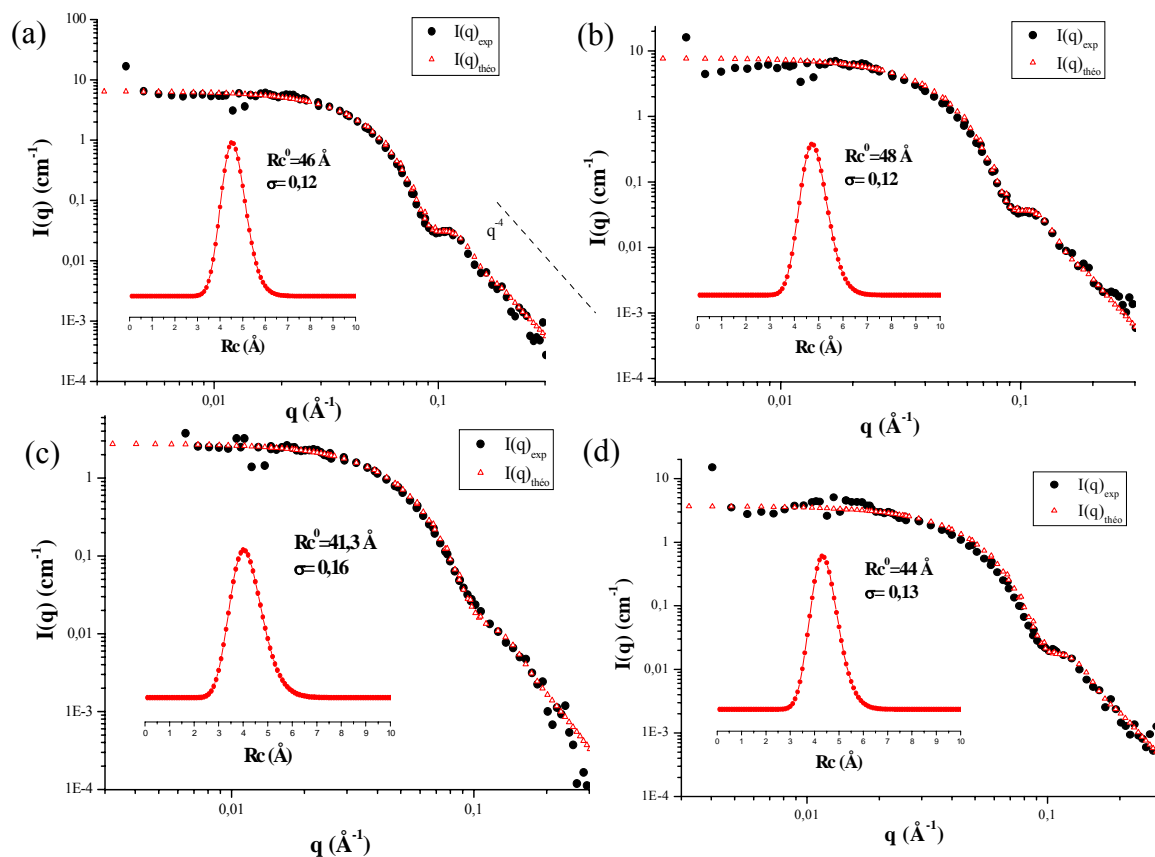 (a)
100
10
1
0,1
0,01
1E-3
1E-4
I(q) (cm⁻¹)
I(q)exp
I(q)théo
Rc⁰=46 Å
σ= 0,12
q⁻⁴
0 1 2 3 4 5 6 7 8 9 10
Rc (Å)
0,01 0,1
q (Å⁻¹)
(b)
10
1
0,1
0,01
1E-3
1E-4
I(q) (cm⁻¹)
I(q)exp
I(q)théo
Rc⁰=48 Å
σ= 0,12
0 1 2 3 4 5 6 7 8 9 10
Rc (Å)
0,01 0,1
q (Å⁻¹)
(c)
1
0,1
0,01
1E-3
1E-4
I(q) (cm⁻¹)
I(q)exp
I(q)théo
Rc⁰=41,3 Å
σ= 0,16
0 1 2 3 4 5 6 7 8 9 10
Rc (Å)
0,01 0,1
q (Å⁻¹)
(d)
10
1
0,1
0,01
1E-3
1E-4
I(q) (cm⁻¹)
I(q)exp
I(q)théo
Rc⁰=44 Å
σ= 0,13
0 1 2 3 4 5 6 7 8 9 10
Rc (Å)
0,01 0,1
q (Å⁻¹)